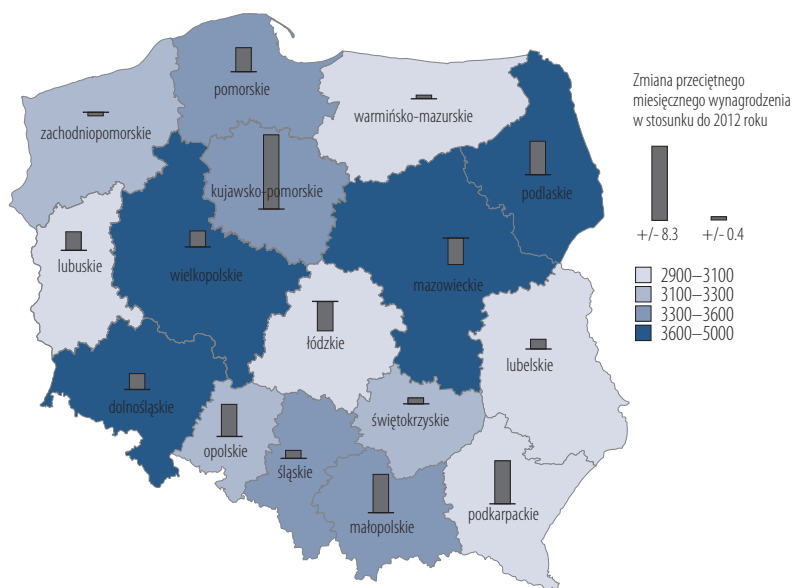 pomorskie
warmińsko-mazurskie
zachodniopomorskie
kujawsko-pomorskie
podlaskie
lubuskie
wielkopolskie
mazowieckie
łódzkie
lubelskie
dolnośląskie
świętokrzyskie
opolskie
śląskie
małopolskie
podkarpackie
Zmiana przeciętnego
miesięcznego wynagrodzenia
w stosunku do 2012 roku
+/- 8.3
+/- 0.4
2900–3100
3100–3300
3300–3600
3600–5000